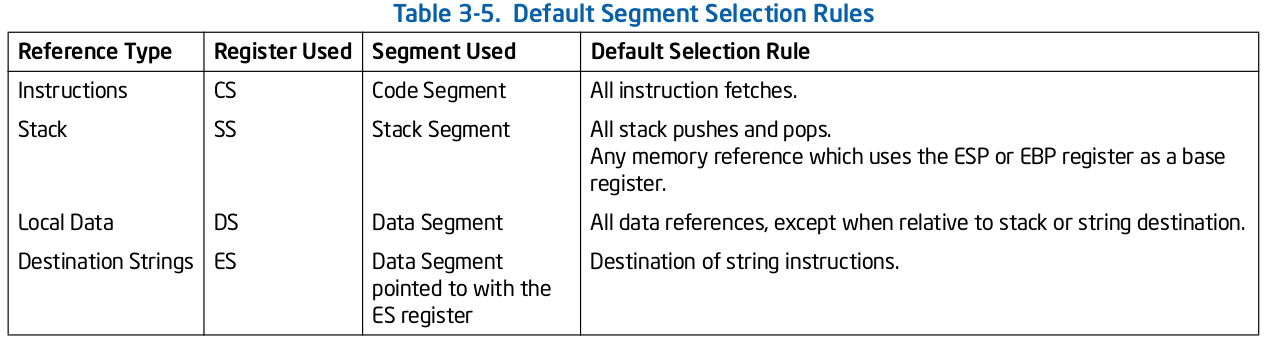 Table 3-5. Default Segment Selection Rules
Reference Type Register Used Segment Used Default Selection Rule
Instructions CS Code Segment All instruction fetches.
Stack SS Stack Segment All stack pushes and pops.
Any memory reference which uses the ESP or EBP register as a base
register.
Local Data DS Data Segment All data references, except when relative to stack or string destination.
Destination Strings ES Data Segment Destination of string instructions.
pointed to with the
ES register